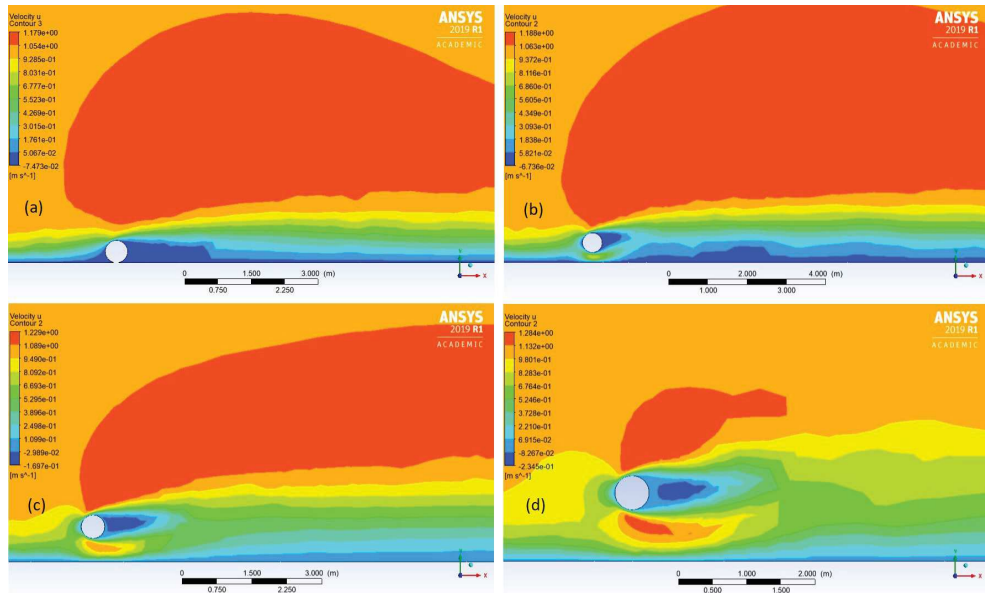 Velocity u
Contour 3
1.179e+00
1.054e+00
9.285e-01
8.031e-01
6.777e-01
5.523e-01
4.269e-01
3.015e-01
1.761e-01
5.067e-02
-7.473e-02
[m s^-1]
ANSYS
2019 R1
ACADEMIC
(a)
0 1.500 3.000 (m)
0.750 2.250
Y
X
Velocity u
Contour 2
1.188e+00
1.063e+00
9.372e-01
8.116e-01
6.860e-01
5.605e-01
4.349e-01
3.093e-01
1.838e-01
5.821e-02
-6.736e-02
[m s^-1]
ANSYS
2019 R1
ACADEMIC
(b)
0 2.000 4.000 (m)
1.000 3.000
Y
X
Velocity u
Contour 2
1.229e+00
1.089e+00
9.490e-01
8.092e-01
6.693e-01
5.295e-01
3.896e-01
2.498e-01
1.099e-01
-2.989e-02
-1.697e-01
[m s^-1]
ANSYS
2019 R1
ACADEMIC
(c)
0 1.500 3.000 (m)
0.750 2.250
Y
X
Velocity u
Contour 2
1.284e+00
1.132e+00
9.801e-01
8.283e-01
6.764e-01
5.246e-01
3.728e-01
2.210e-01
6.915e-02
-8.267e-02
-2.345e-01
[m s^-1]
ANSYS
2019 R1
ACADEMIC
(d)
0 1.000 2.000 (m)
0.500 1.500
Y
X